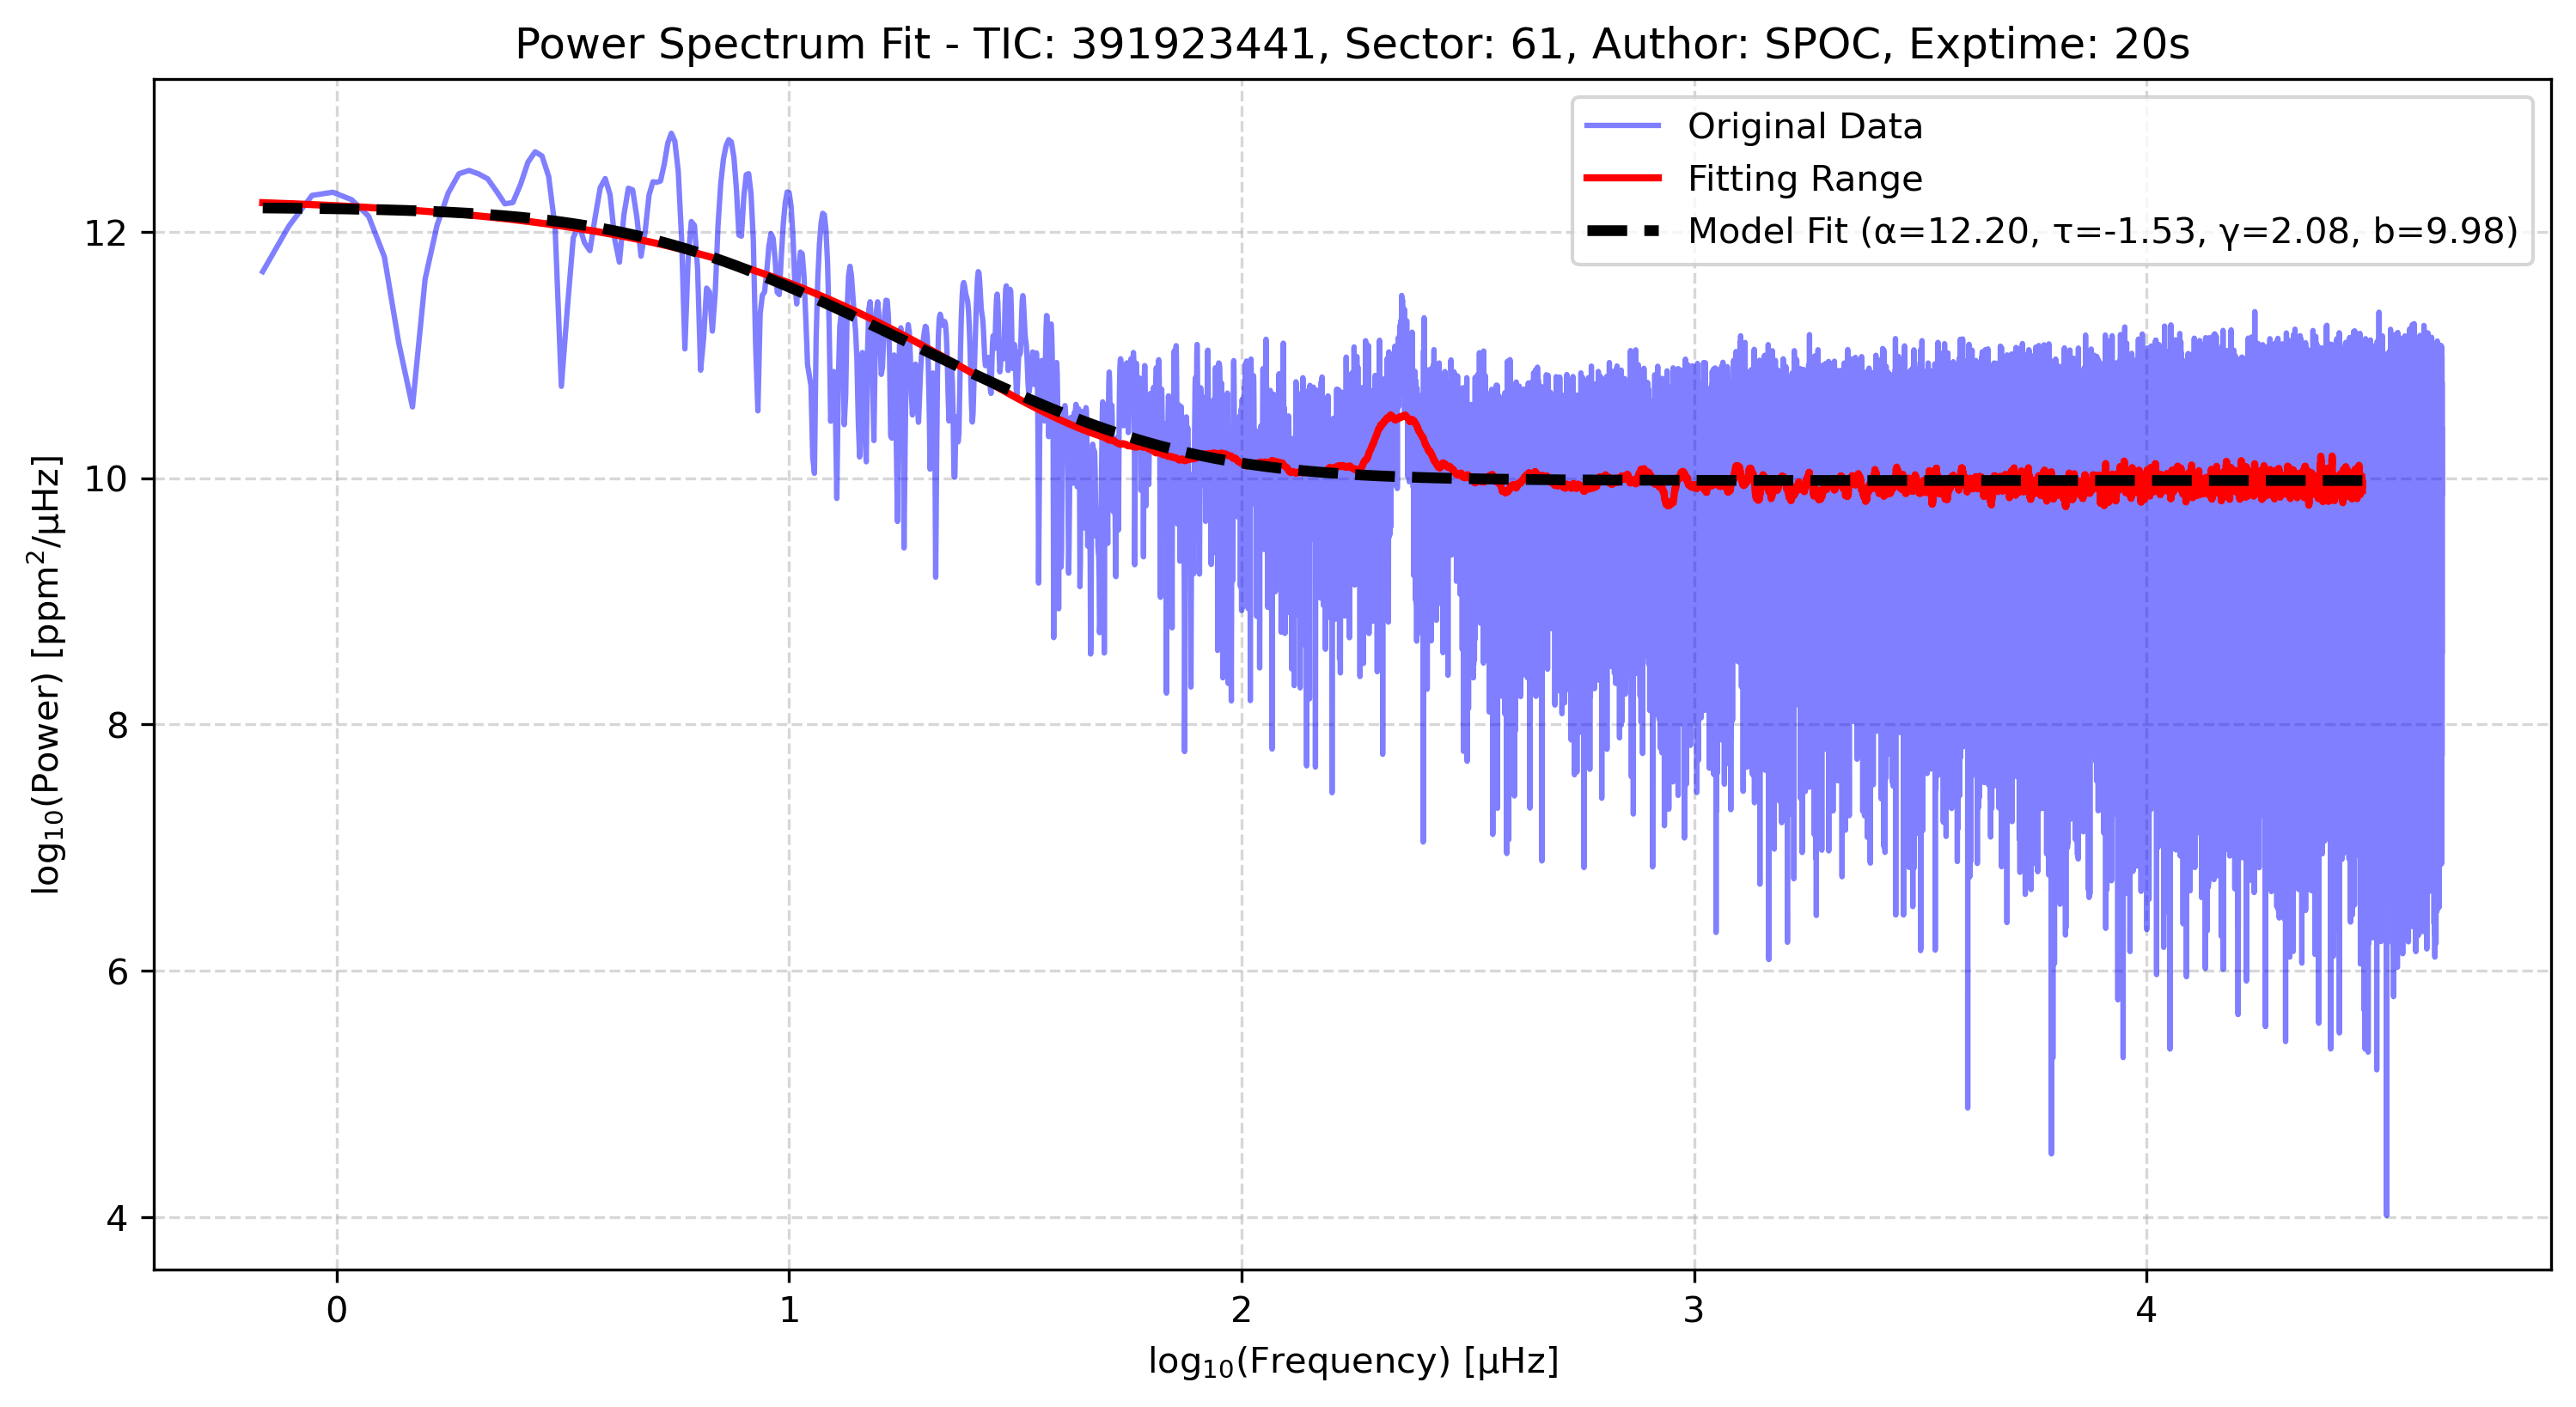 Power Spectrum Fit - TIC: 391923441, Sector: 61, Author: SPOC, Exptime: 20s
Original Data
Fitting Range
Model Fit (α=12.20, τ=-1.53, γ=2.08, b=9.98)
log₁₀(Power) [ppm²/μHz]
12
10
8
6
4
0 1 2 3 4
log₁₀(Frequency) [μHz]